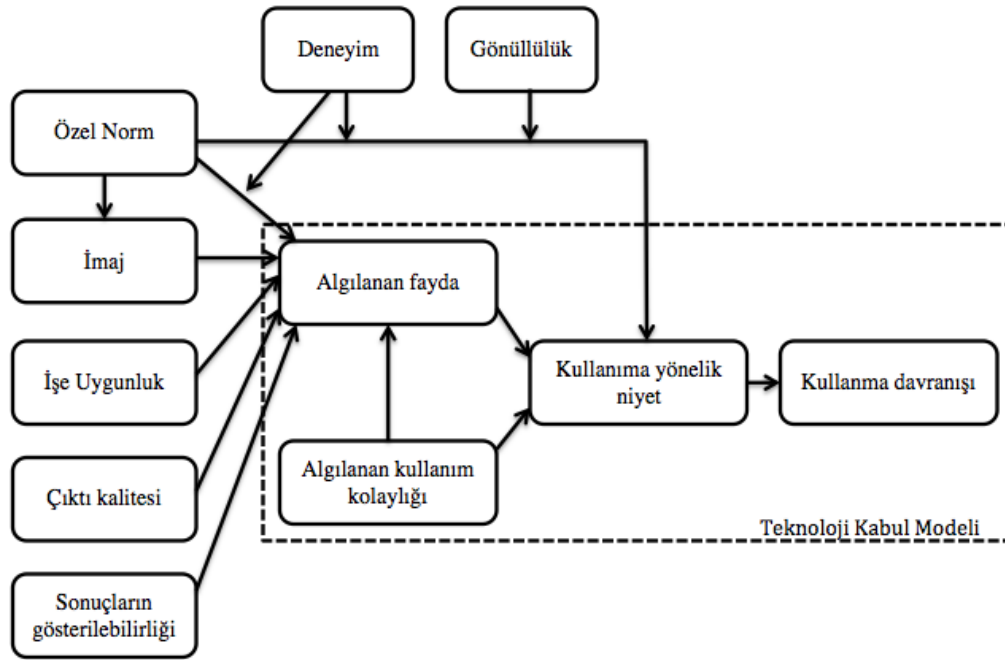 Deneyim
Gönüllülük
Özel Norm
İmaj
Algılanan fayda
İşe Uygunluk
Kullanıma yönelik
niyet
Kullanma davranışı
Çıktı kalitesi
Algılanan kullanım
kolaylığı
Teknoloji Kabul Modeli
Sonuçların
gösterilebilirliği